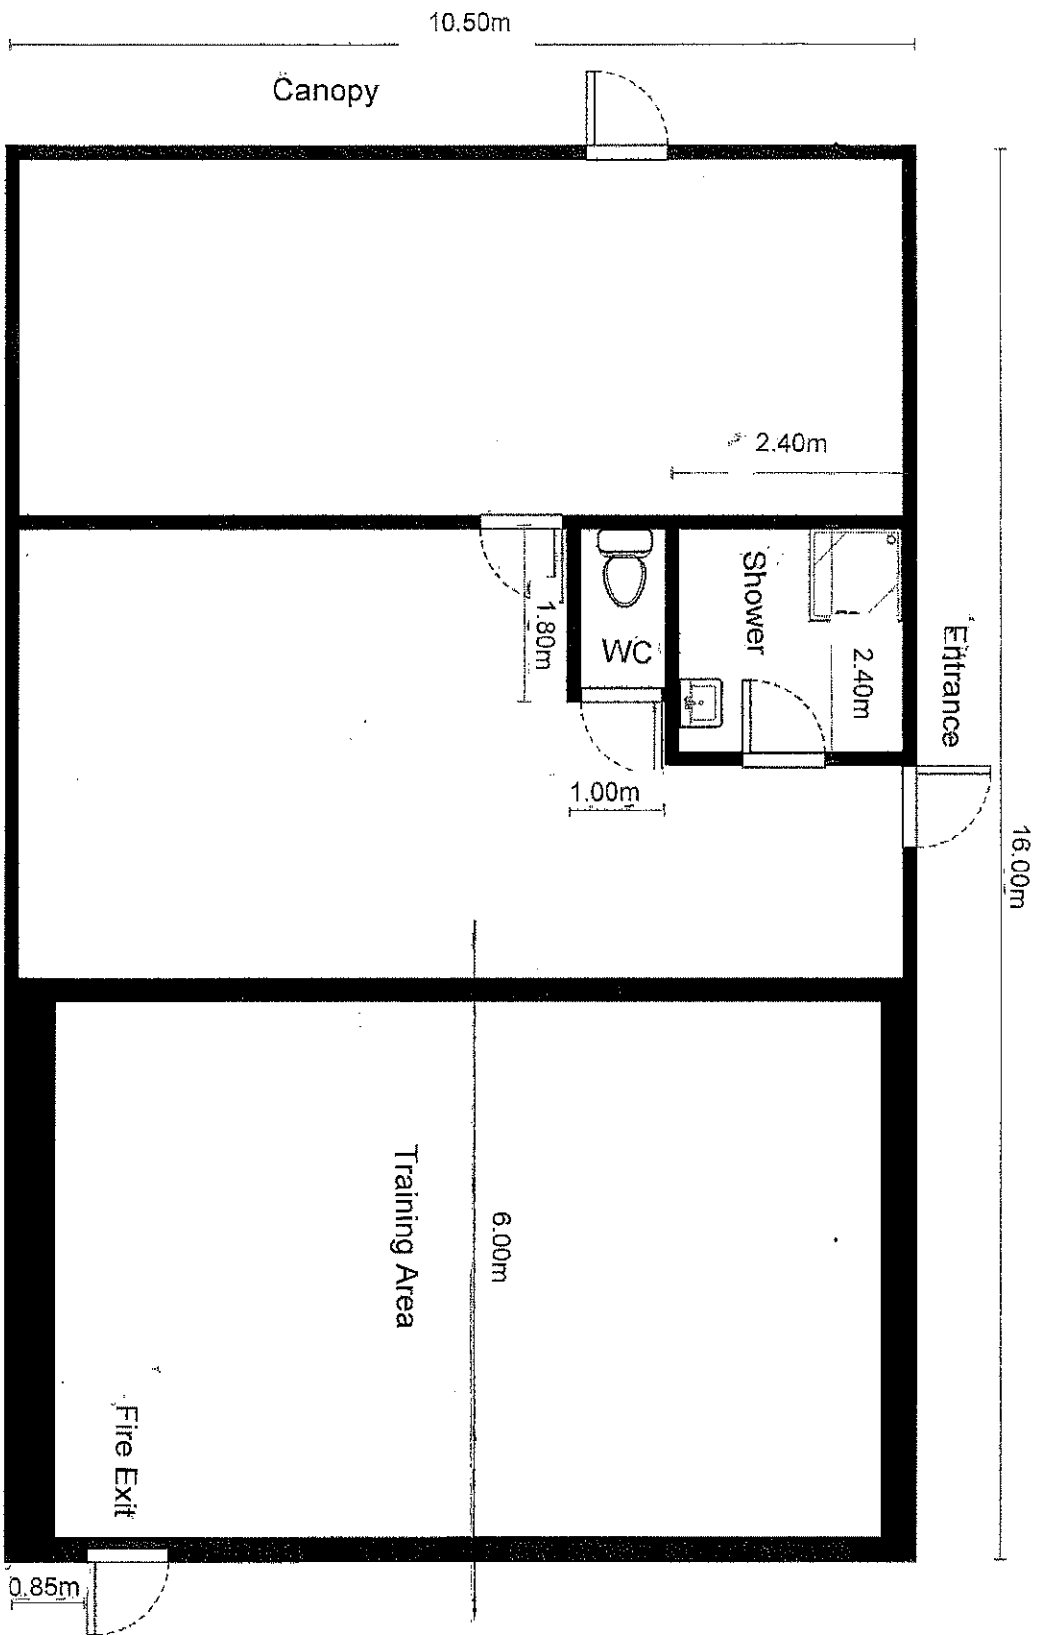 10.50m
Canopy
2.40m
Shower
1.80m
WC
2.40m
Entrance
1.00m
16.00m
6.00m
Training Area
Fire Exit
0.85m